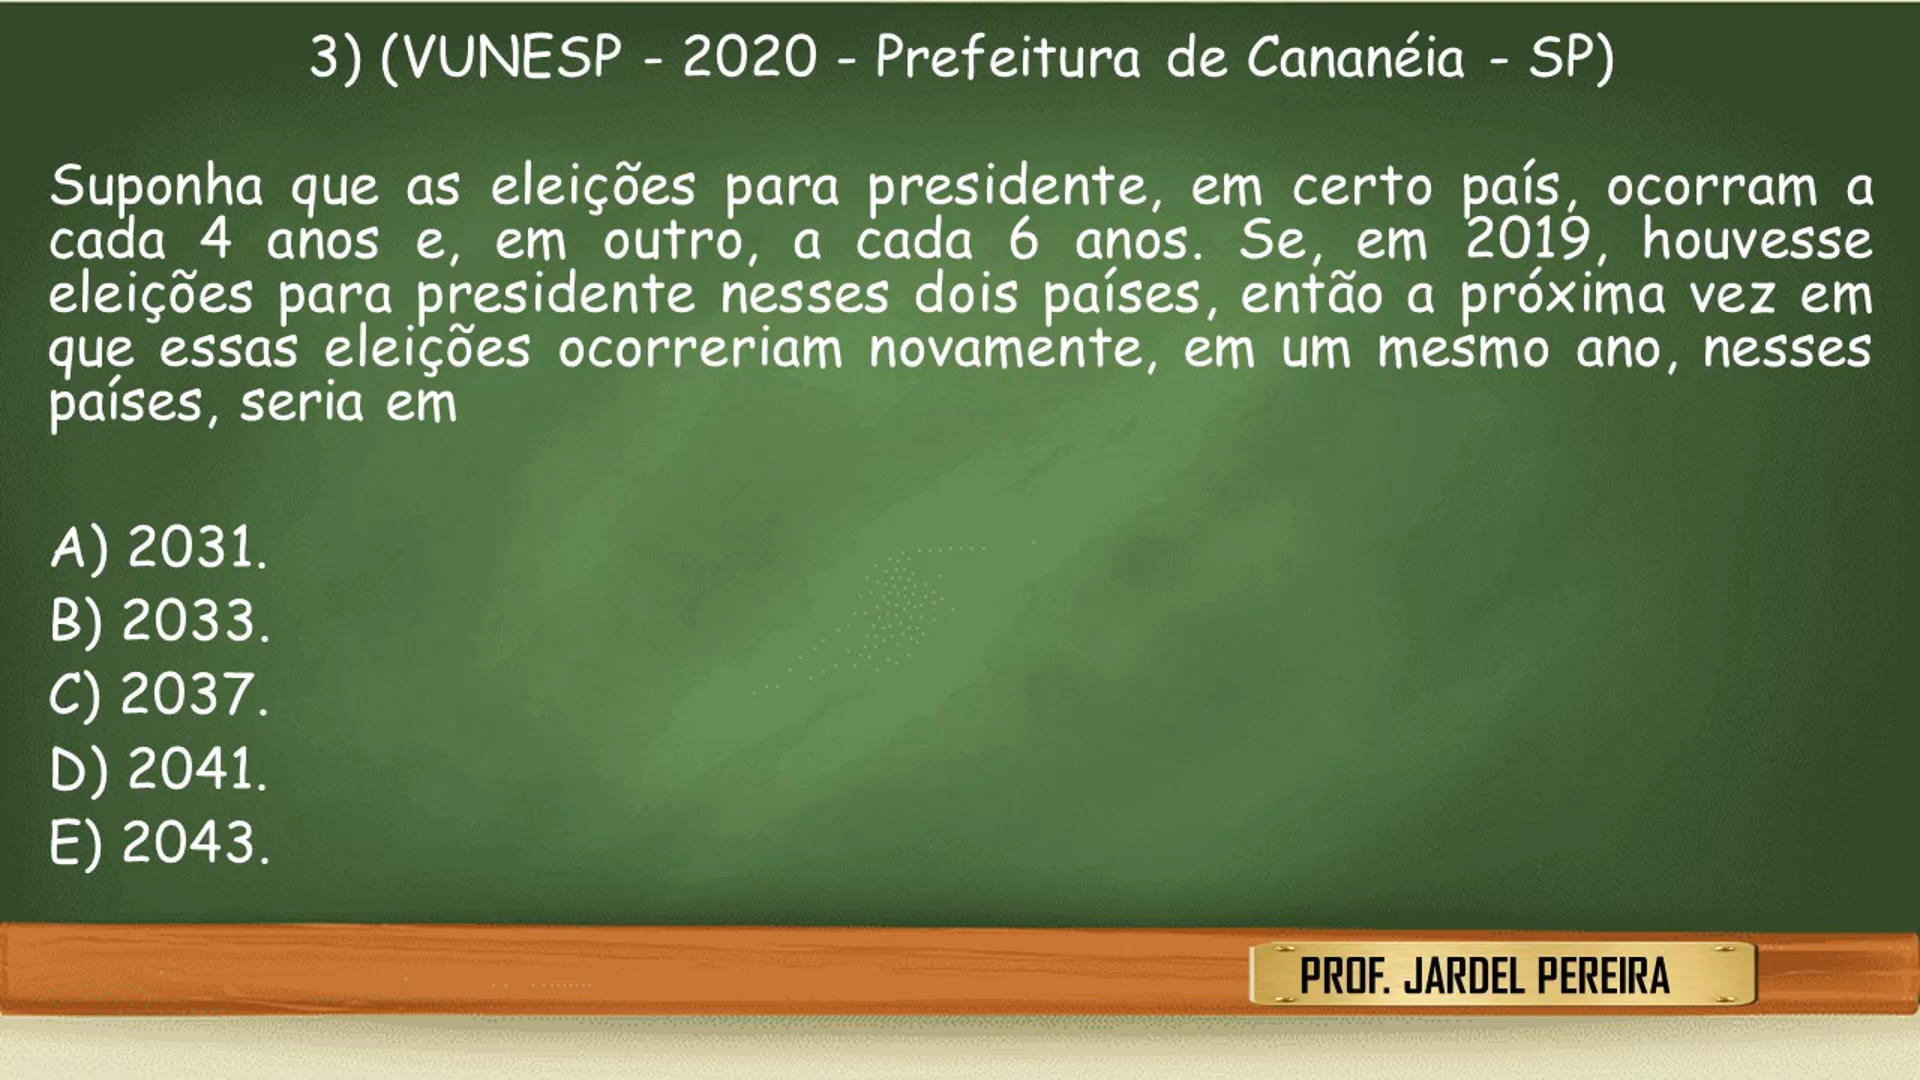 3) (VUNESP - 2020 - Prefeitura de Cananéia - SP)
Suponha que as eleições para presidente, em certo país, ocorram a
cada 4 anos e, em outro, a cada 6 anos. Se, em 2019, houvesse
eleições para presidente nesses dois países, então a próxima vez em
que essas eleições ocorreriam novamente, em um mesmo ano, nesses
países, seria em
A) 2031.
B) 2033.
C) 2037.
D) 2041.
E) 2043.
PROF. JARDEL PEREIRA